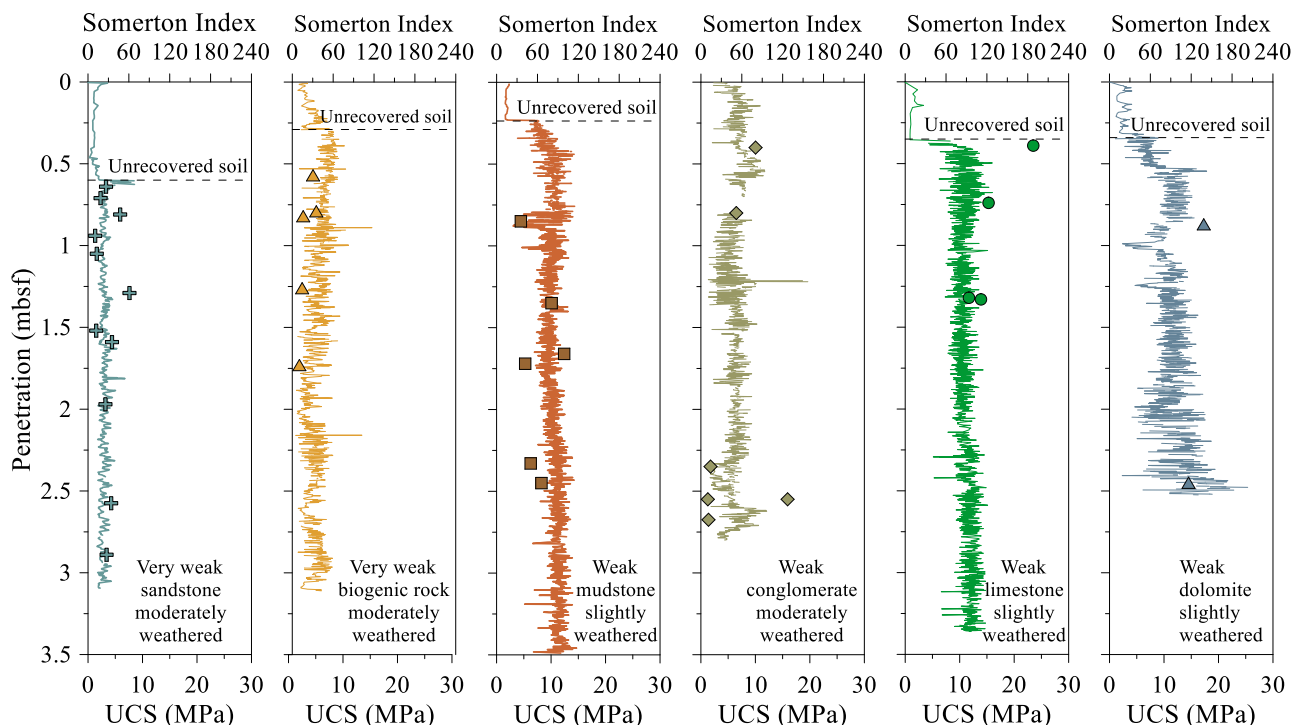 Somerton Index Somerton Index Somerton Index Somerton Index Somerton Index Somerton Index
0 60 120 180 240 0 60 120 180 240 0 60 120 180 240 0 60 120 180 240 0 60 120 180 240 0 60 120 180 240
0
Unrecovered soil
Unrecovered soil
Unrecovered soil
Unrecovered soil
Unrecovered soil
0.5
1
1.5
2
2.5
3
3.5
Penetration (mbsf)
Very weak
sandstone
moderately
weathered
Very weak
biogenic rock
moderately
weathered
Weak
mudstone
slightly
weathered
Weak
conglomerate
moderately
weathered
Weak
limestone
slightly
weathered
Weak
dolomite
slightly
weathered
0 10 20 30 0 10 20 30 0 10 20 30 0 10 20 30 0 10 20 30 0 10 20 30
UCS (MPa) UCS (MPa) UCS (MPa) UCS (MPa) UCS (MPa) UCS (MPa)